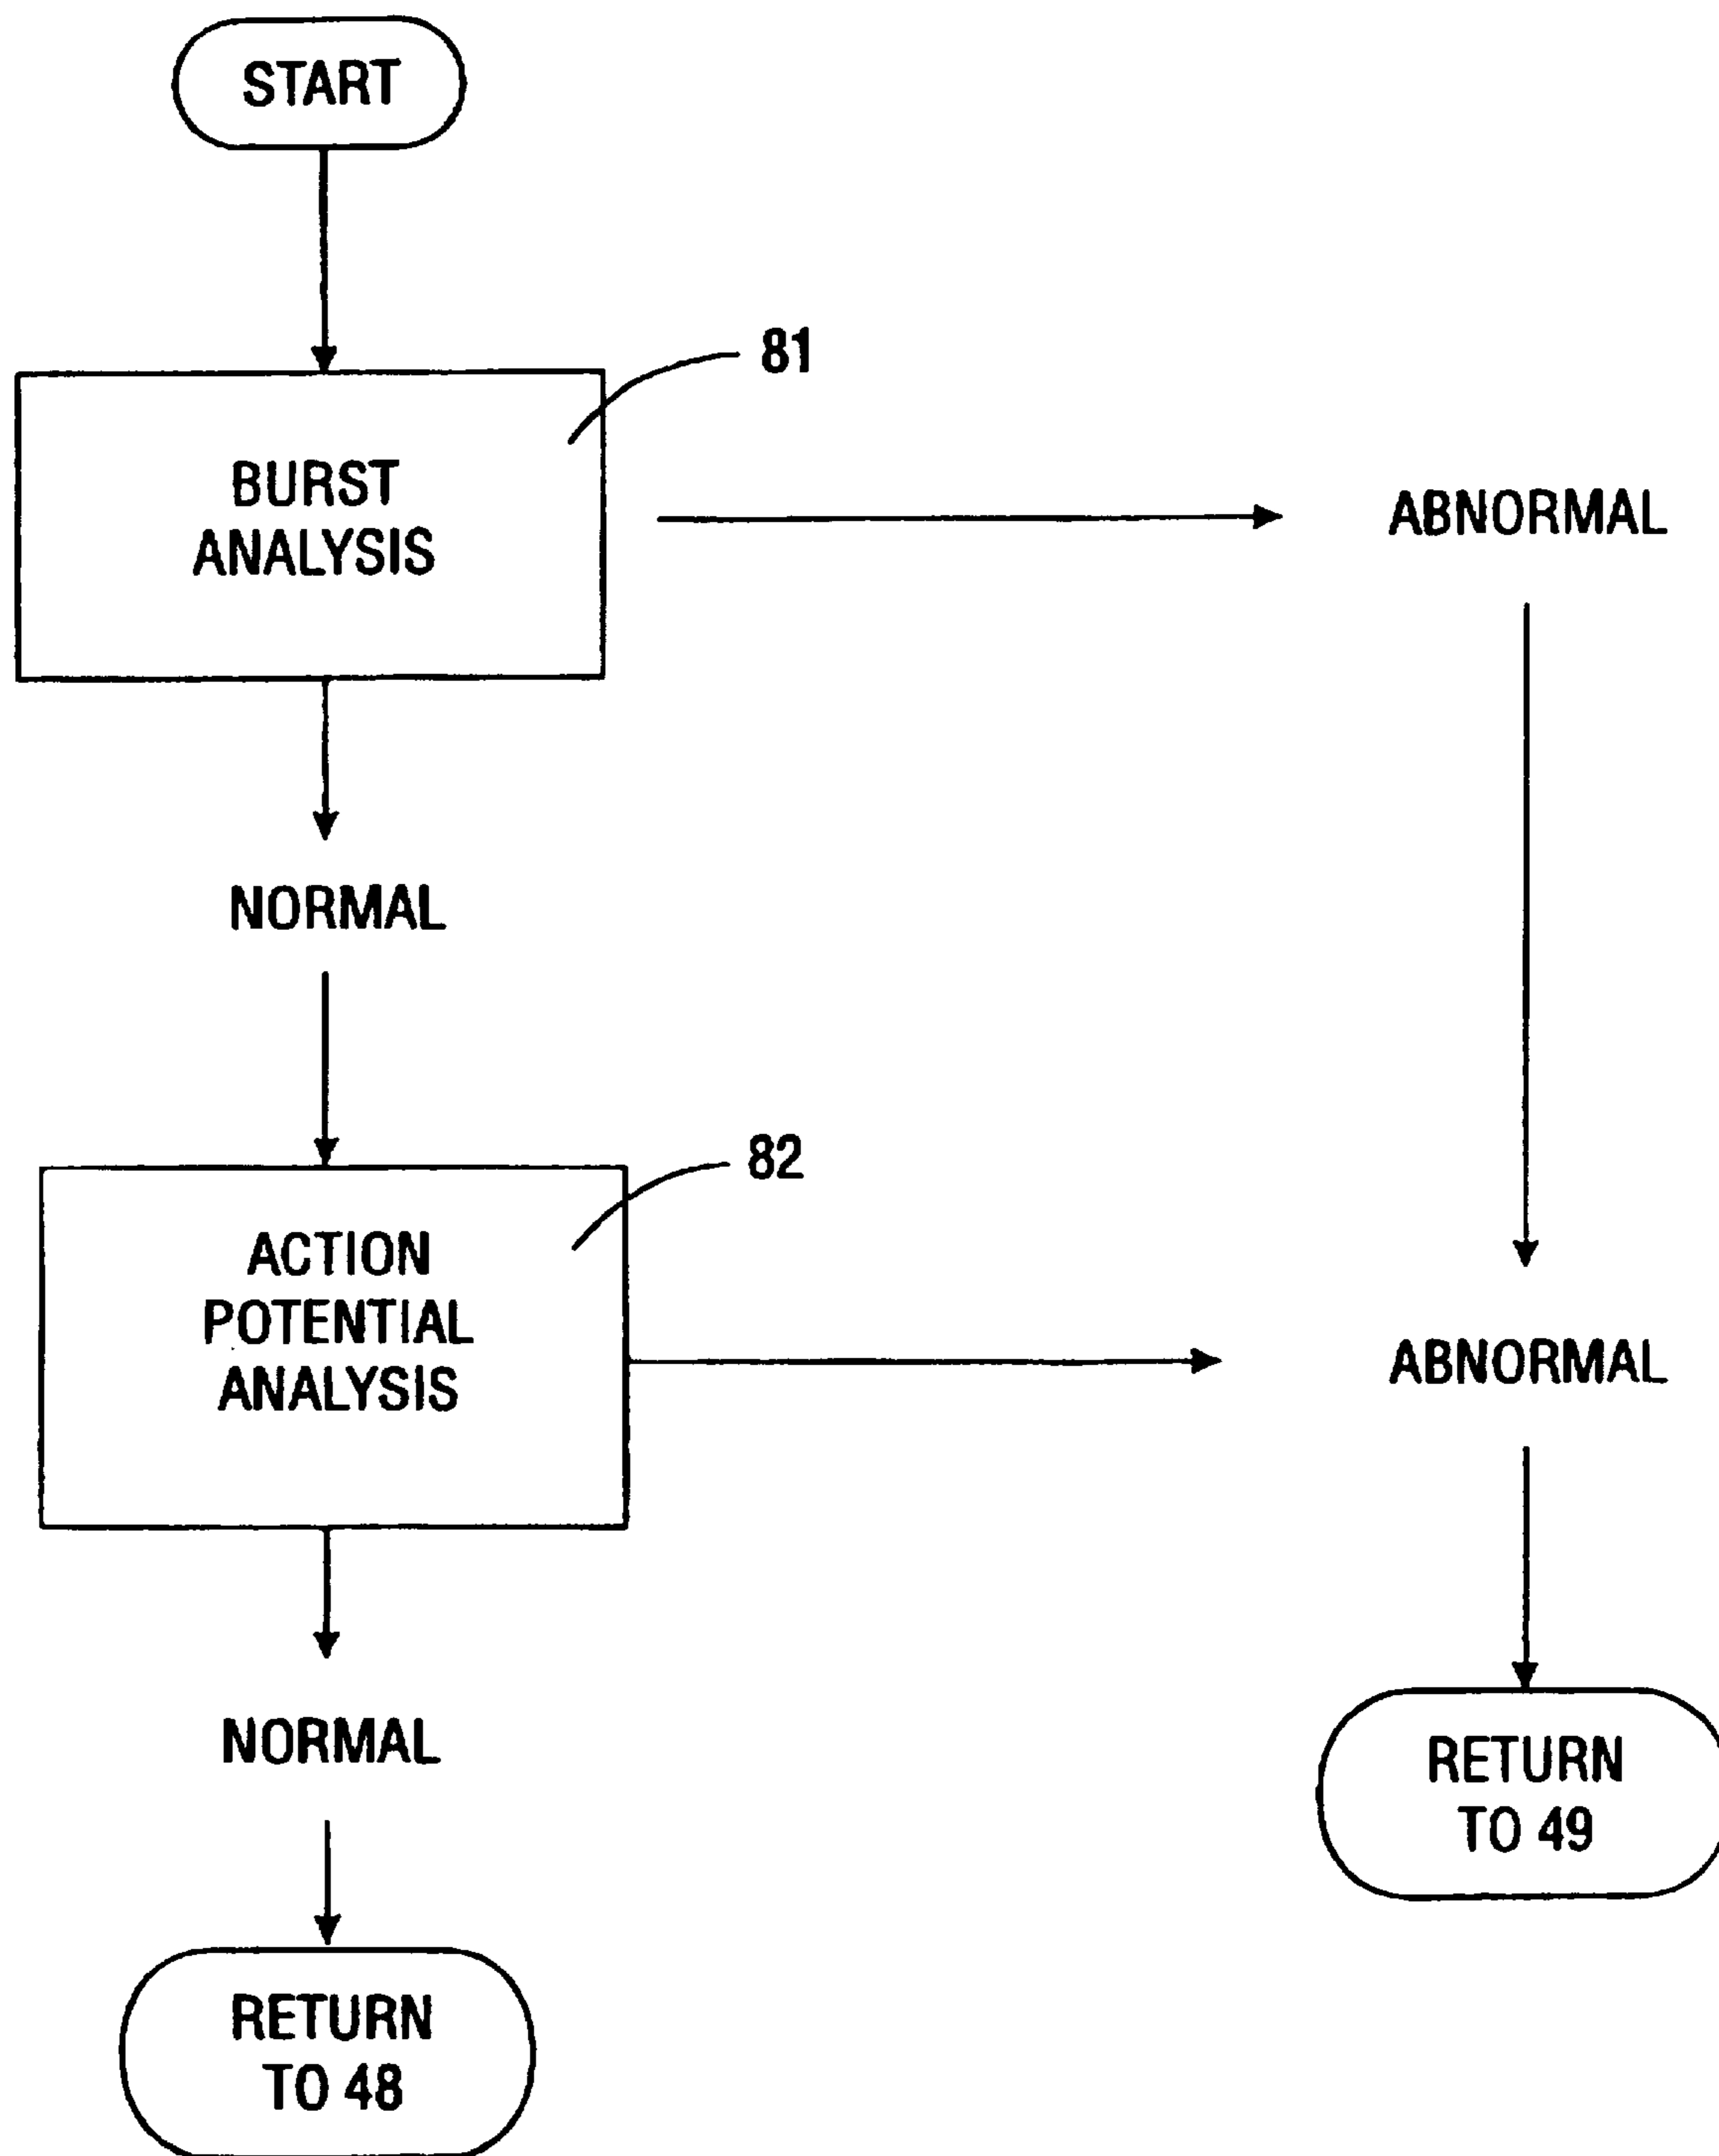 START
81
BURST
ANALYSIS
ABNORMAL
NORMAL
82
ACTION
POTENTIAL
ANALYSIS
ABNORMAL
NORMAL
RETURN
TO 49
RETURN
TO 48